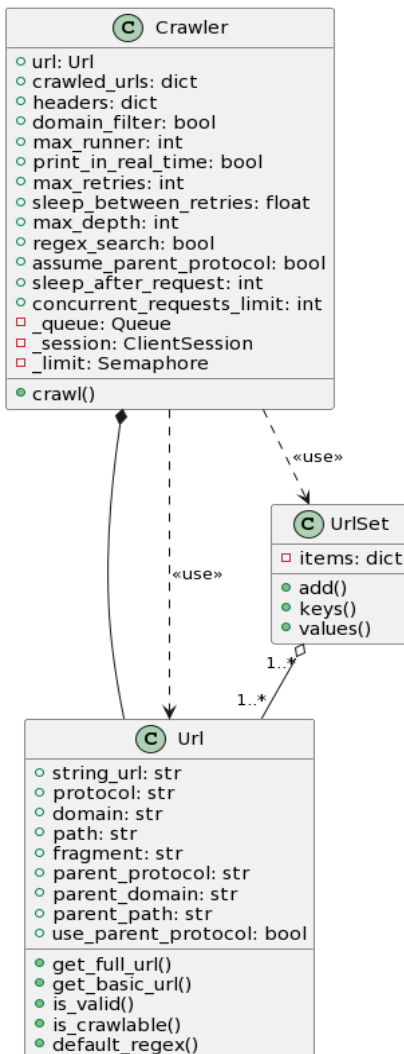 C Crawler
url: Url
crawled_urls: dict
headers: dict
domain_filter: bool
max_runner: int
print_in_real_time: bool
max_retries: int
sleep_between_retries: float
max_depth: int
regex_search: bool
assume_parent_protocol: bool
sleep_after_request: int
concurrent_requests_limit: int
_queue: Queue
_session: ClientSession
_limit: Semaphore
crawl()
«use»
C UrlSet
items: dict
add()
keys()
values()
«use»
1..*
1..*
C Url
string_url: str
protocol: str
domain: str
path: str
fragment: str
parent_protocol: str
parent_domain: str
parent_path: str
use_parent_protocol: bool
get_full_url()
get_basic_url()
is_valid()
is_crawlable()
default_regex()